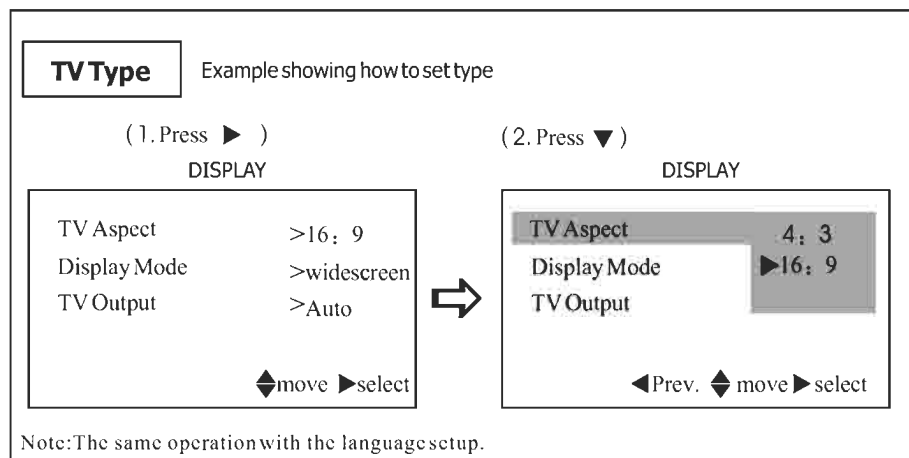 TV Type
Example showing how to set type
(1. Press ▶ )
DISPLAY
TV Aspect >16: 9
Display Mode >widescreen
TV Output >Auto
move ▶select
(2. Press ▼)
DISPLAY
TV Aspect 4: 3
Display Mode ▶16: 9
TV Output
◀Prev. move ▶ select
Note:The same operation with the language setup.